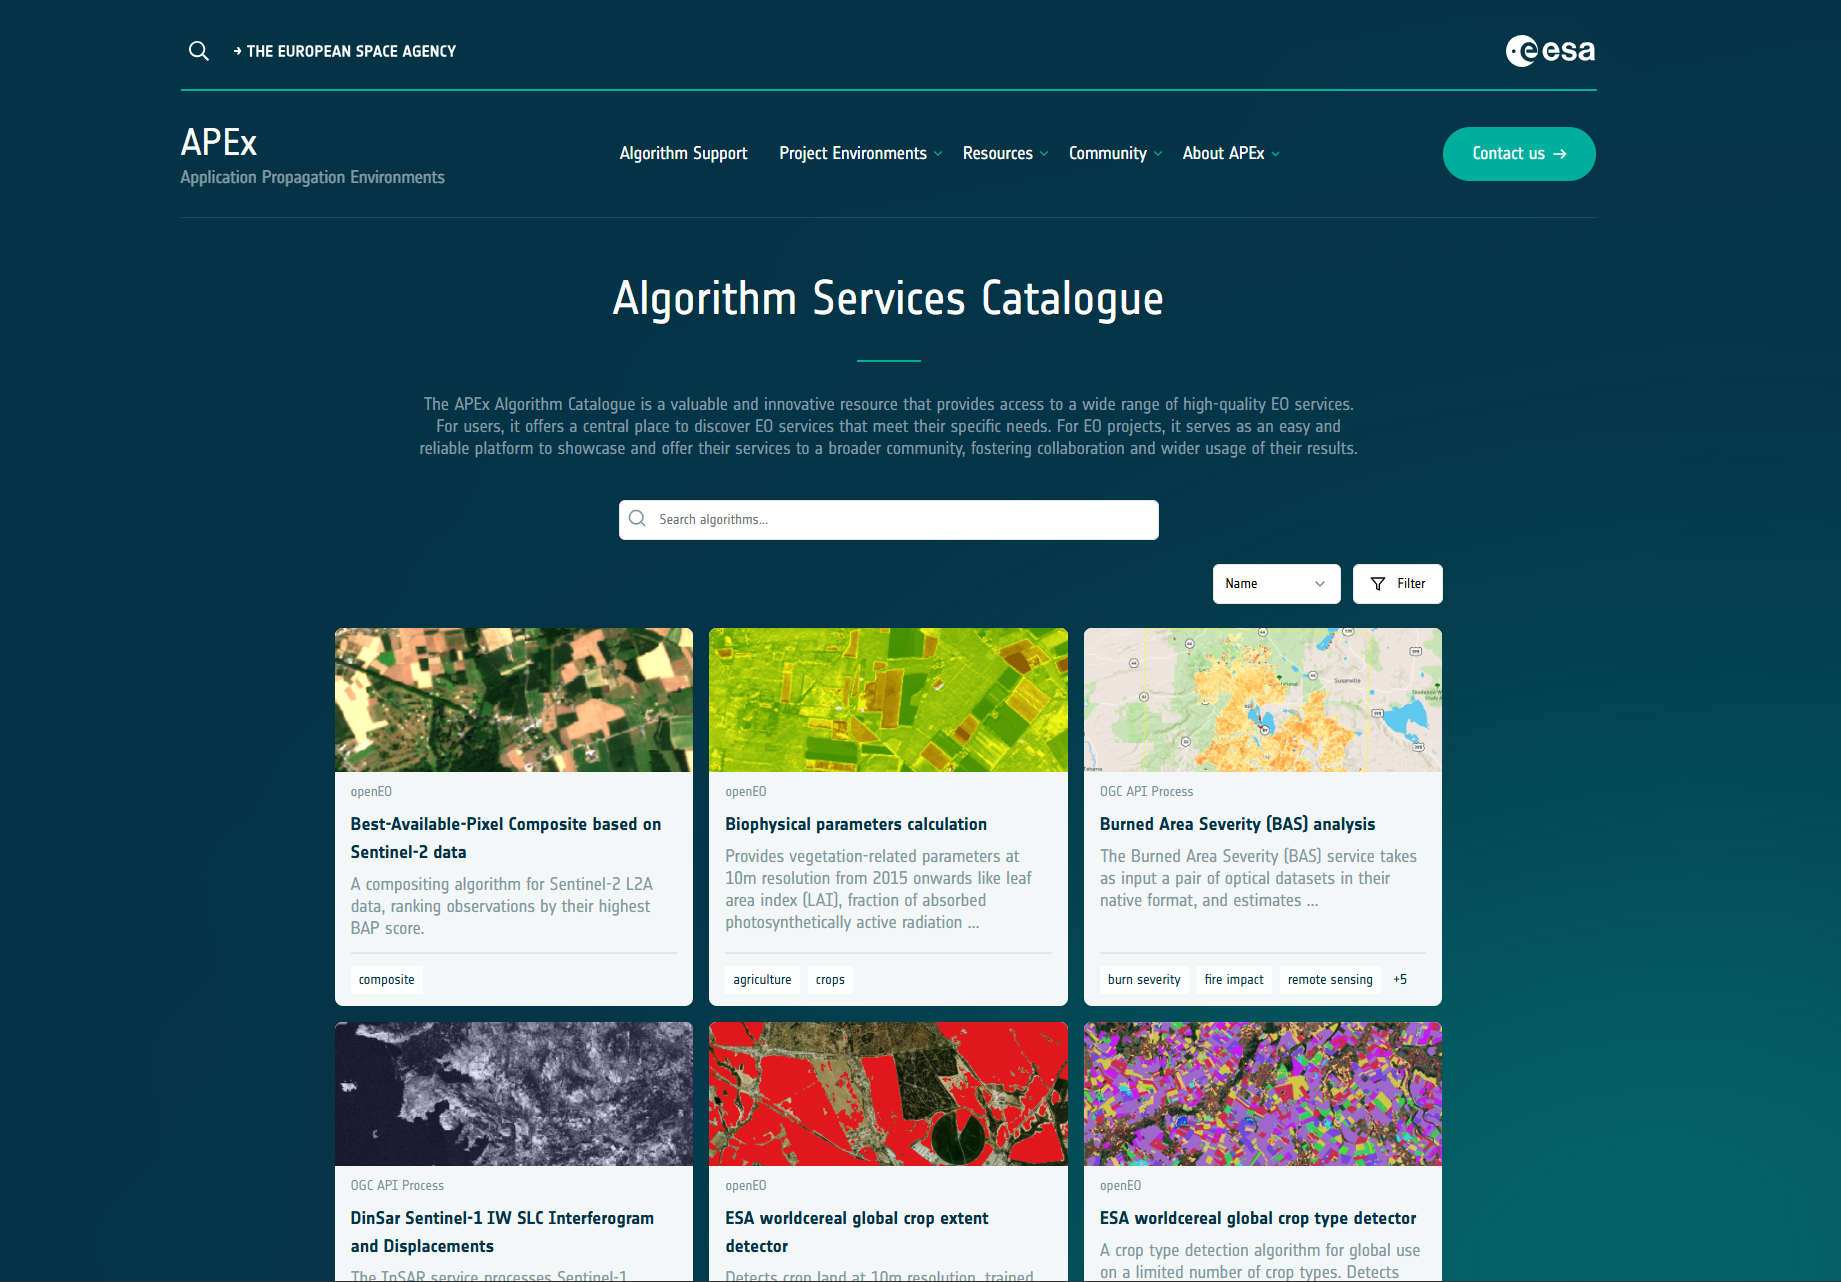 → THE EUROPEAN SPACE AGENCY
esa
APEx
Application Propagation Environments
Algorithm Support
Project Environments
Resources
Community
About APEx
Contact us →
Algorithm Services Catalogue
The APEx Algorithm Catalogue is a valuable and innovative resource that provides access to a wide range of high-quality EO services.
For users, it offers a central place to discover EO services that meet their specific needs. For EO projects, it serves as an easy and
reliable platform to showcase and offer their services to a broader community, fostering collaboration and wider usage of their results.
Search algorithms...
Name
Filter
Susanville
openEO
Best-Available-Pixel Composite based on
Sentinel-2 data
A compositing algorithm for Sentinel-2 L2A
data, ranking observations by their highest
BAP score.
composite
openEO
Biophysical parameters calculation
Provides vegetation-related parameters at
10m resolution from 2015 onwards like leaf
area index (LAI), fraction of absorbed
photosynthetically active radiation ...
agriculture
crops
OGC API Process
Burned Area Severity (BAS) analysis
The Burned Area Severity (BAS) service takes
as input a pair of optical datasets in their
native format, and estimates ...
burn severity
fire impact
remote sensing
+5
OGC API Process
DinSar Sentinel-1 IW SLC Interferogram
and Displacements
The InSAR service processes Sentinel-1
openEO
ESA worldcereal global crop extent
detector
Detects crop land at 10m resolution, trained
openEO
ESA worldcereal global crop type detector
A crop type detection algorithm for global use
on a limited number of crop types. Detects